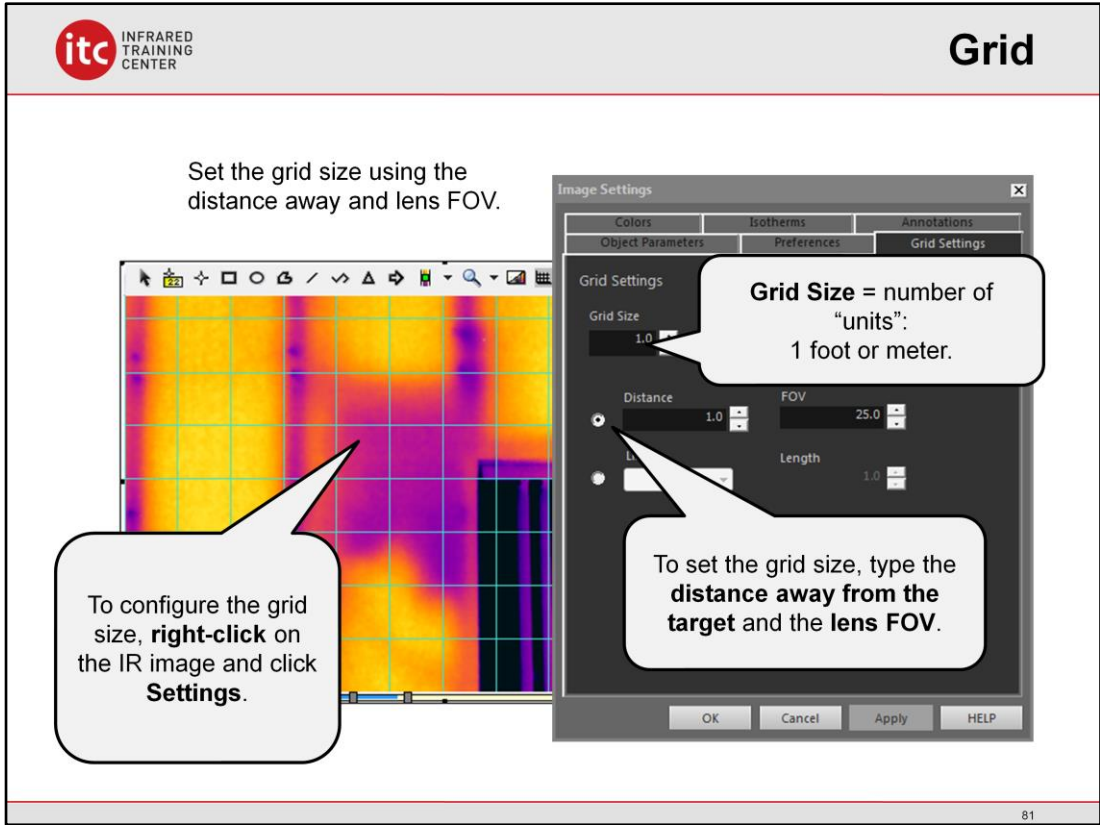 itc INFRARED
TRAINING
CENTER
Grid
Set the grid size using the
distance away and lens FOV.
22
Image Settings
Colors Isotherms Annotations
Object Parameters Preferences Grid Settings
Grid Settings
Grid Size
1.0
Grid Size = number of
“units”:
1 foot or meter.
Distance FOV
1.0 25.0
Length
1.0
To set the grid size, type the
distance away from the
target and the lens FOV.
To configure the grid
size, right-click on
the IR image and click
Settings.
OK Cancel Apply HELP
81